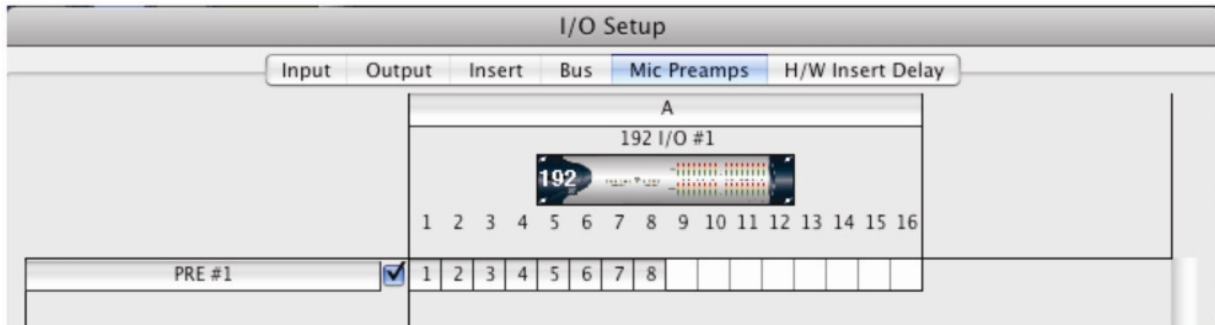 I/O Setup
Input Output Insert Bus Mic Preamps H/W Insert Delay
A
192 I/O #1
192
1 2 3 4 5 6 7 8 9 10 11 12 13 14 15 16
PRE #1 1 2 3 4 5 6 7 8